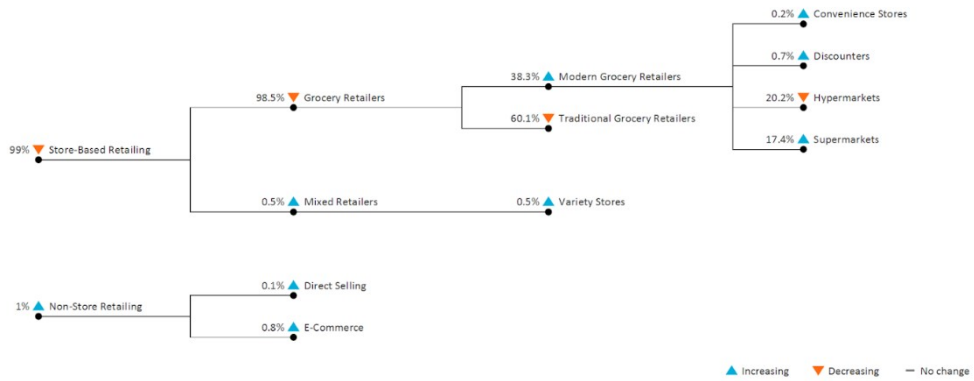 0.2% Convenience Stores
0.7% Discounters
38.3% Modern Grocery Retailers
98.5% Grocery Retailers
20.2% Hypermarkets
60.1% Traditional Grocery Retailers
17.4% Supermarkets
99% Store-Based Retailing
0.5% Mixed Retailers
0.5% Variety Stores
0.1% Direct Selling
1% Non-Store Retailing
0.8% E-Commerce
Increasing Decreasing No change